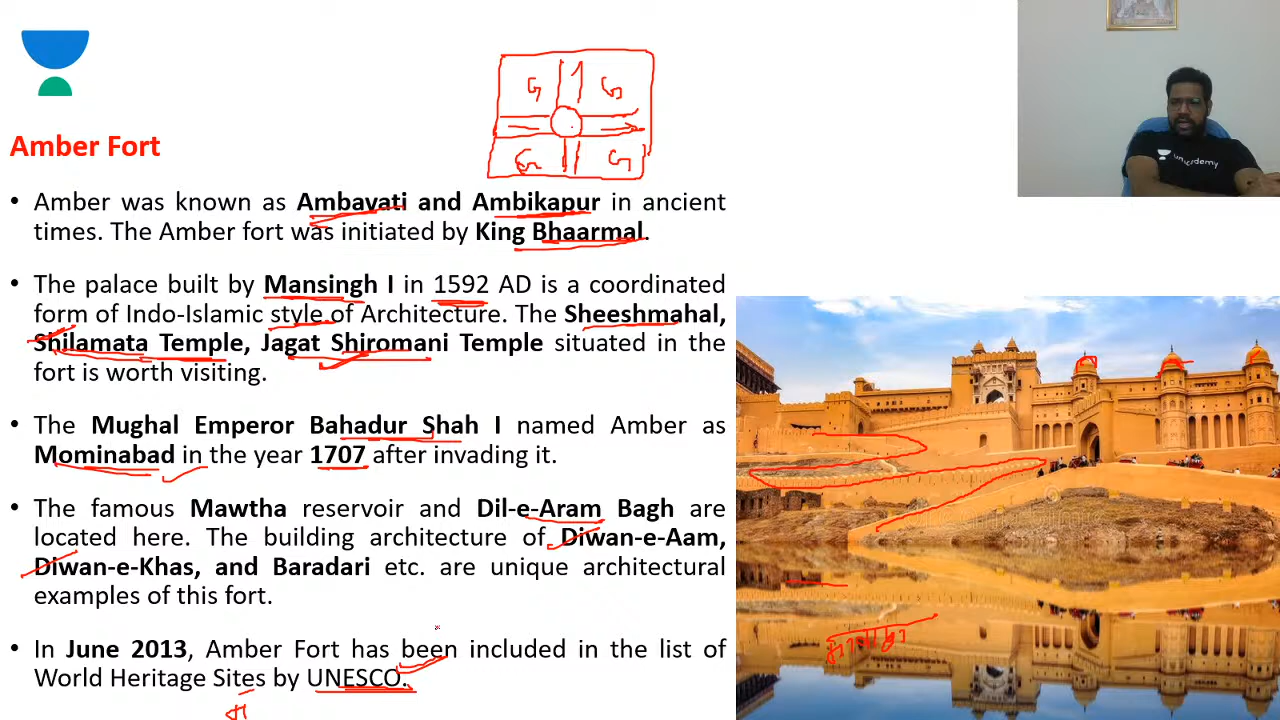 Amber Fort
• Amber was known as Ambavati and Ambikapur in ancient
times. The Amber fort was initiated by King Bhaarmal.
• The palace built by Mansingh I in 1592 AD is a coordinated
form of Indo-Islamic style of Architecture. The Sheeshmahal,
Shilamata Temple, Jagat Shiromani Temple situated in the
fort is worth visiting.
• The Mughal Emperor Bahadur Shah I named Amber as
Mominabad in the year 1707 after invading it.
• The famous Mawtha reservoir and Dil-e-Aram Bagh are
located here. The building architecture of Diwan-e-Aam,
Diwan-e-Khas, and Baradari etc. are unique architectural
examples of this fort.
• In June 2013, Amber Fort has been included in the list of
World Heritage Sites by UNESCO.
unacademy